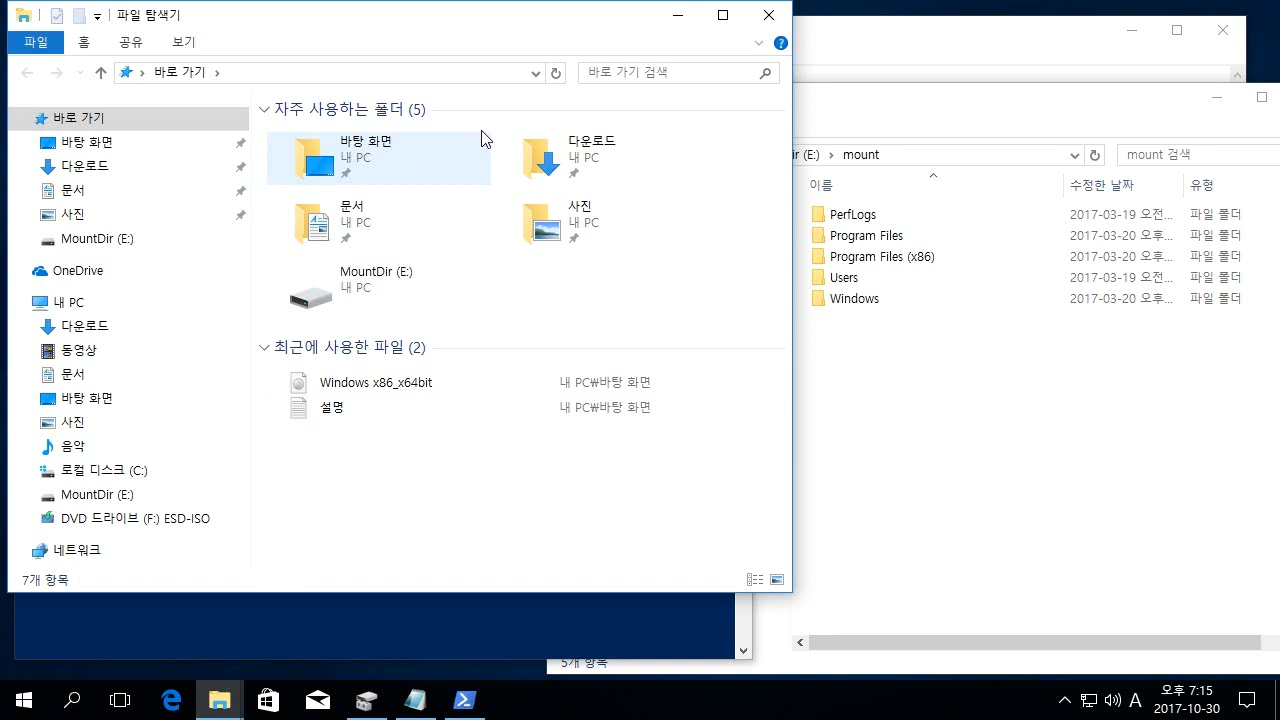 파일 탐색기
파일 홈 공유 보기
바로 가기
바로 가기 검색
바로 가기
바탕 화면
다운로드
문서
사진
MountDir (E:)
OneDrive
내 PC
다운로드
동영상
문서
바탕 화면
사진
음악
로컬 디스크 (C:)
MountDir (E:)
DVD 드라이브 (F:) ESD-ISO
네트워크
7개 항목
자주 사용하는 폴더 (5)
바탕 화면
내 PC
다운로드
내 PC
문서
내 PC
사진
내 PC
MountDir (E:)
내 PC
최근에 사용한 파일 (2)
Windows x86_x64bit 내 PC₩바탕 화면
설명 내 PC₩바탕 화면
ir (E:) mount
mount 검색
이름 수정한 날짜 유형
PerfLogs 2017-03-19 오전... 파일 폴더
Program Files 2017-03-20 오후... 파일 폴더
Program Files (x86) 2017-03-20 오후... 파일 폴더
Users 2017-03-19 오전... 파일 폴더
Windows 2017-03-20 오후... 파일 폴더
5개 항목
A
오후 7:15
2017-10-30